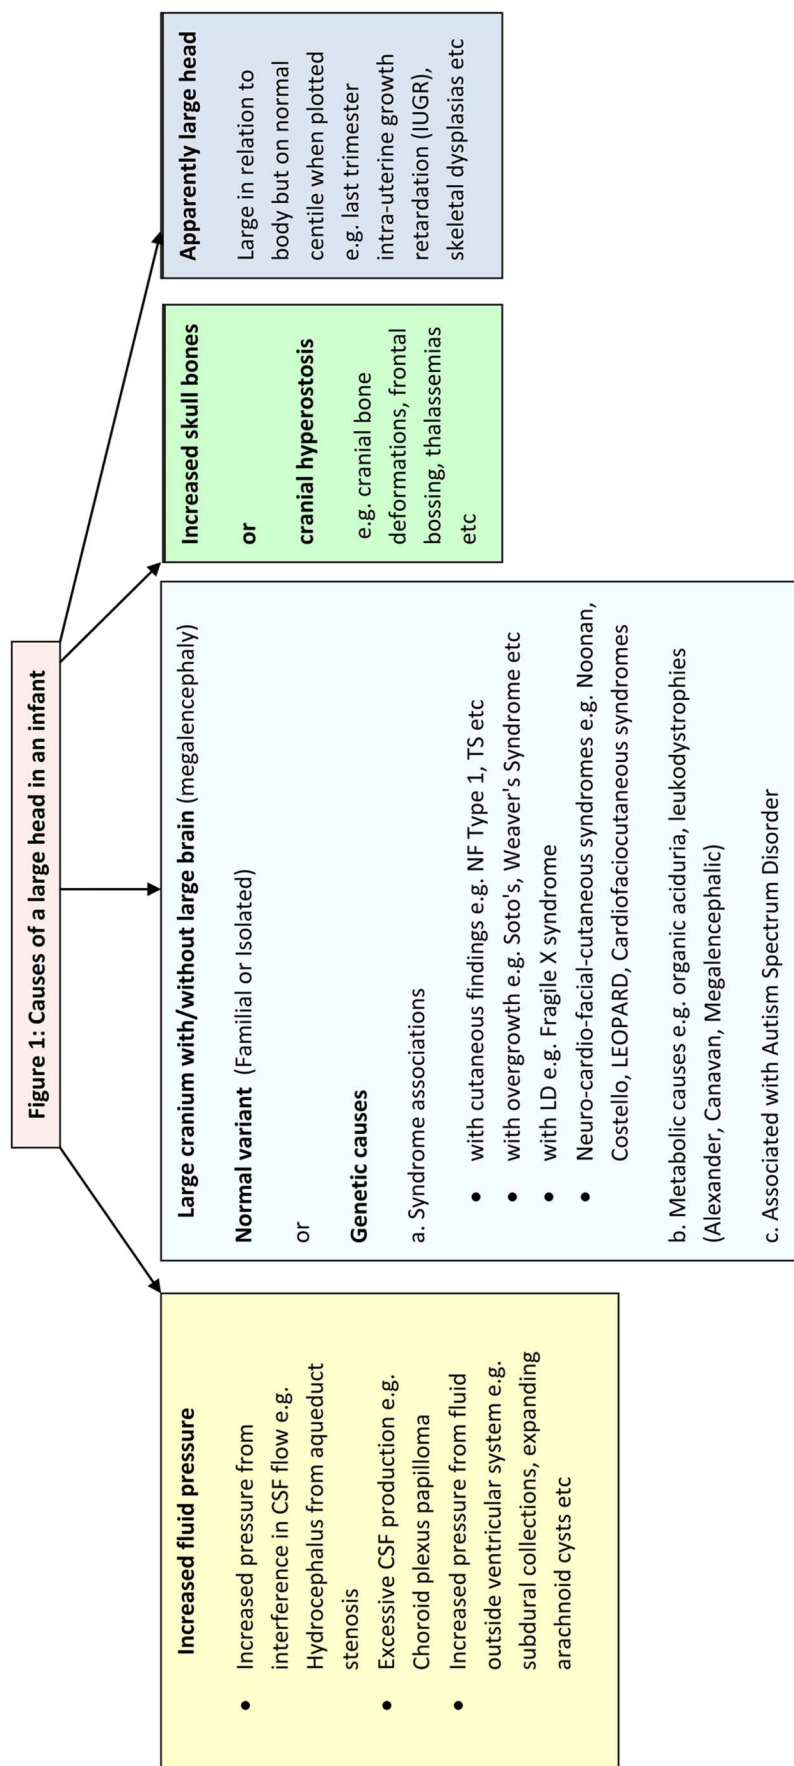 Figure 1: Causes of a large head in an infant
Increased fluid pressure
• Increased pressure from
interference in CSF flow e.g.
Hydrocephalus from aqueduct
stenosis
• Excessive CSF production e.g.
Choroid plexus papilloma
• Increased pressure from fluid
outside ventricular system e.g.
subdural collections, expanding
arachnoid cysts etc
Large cranium with/without large brain (megalencephaly)
Normal variant (Familial or Isolated)
or
Genetic causes
a. Syndrome associations
• with cutaneous findings e.g. NF Type 1, TS etc
• with overgrowth e.g. Soto's, Weaver's Syndrome etc
• with LD e.g. Fragile X syndrome
• Neuro-cardio-facial-cutaneous syndromes e.g. Noonan,
Costello, LEOPARD, Cardiofaciocutaneous syndromes
b. Metabolic causes e.g. organic aciduria, leukodystrophies
(Alexander, Canavan, Megalencephalic)
c. Associated with Autism Spectrum Disorder
Increased skull bones
or
cranial hyperostosis
e.g. cranial bone
deformations, frontal
bossing, thalassemias
etc
Apparently large head
Large in relation to
body but on normal
centile when plotted
e.g. last trimester
intra-uterine growth
retardation (IUGR),
skeletal dysplasias etc